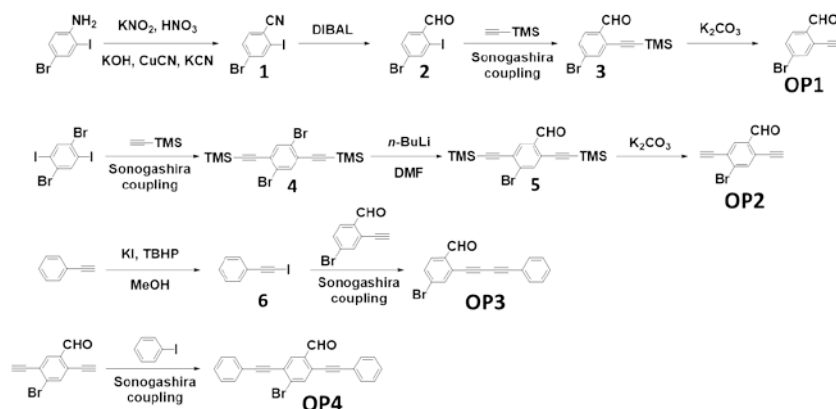 NH₂
I
Br
KNO₂, HNO₃
KOH, CuCN, KCN
CN
I
Br
1
DIBAL
CHO
I
Br
2
TMS
Sonogashira
coupling
CHO
TMS
Br
3
K₂CO₃
CHO
Br
OP1
Br
I
I
Br
TMS
Sonogashira
coupling
Br
TMS
TMS
Br
4
n-BuLi
DMF
CHO
TMS
TMS
Br
5
K₂CO₃
CHO
Br
OP2
KI, TBHP
MeOH
I
6
CHO
Br
Sonogashira
coupling
CHO
Br
OP3
CHO
Br
I
Sonogashira
coupling
CHO
Br
OP4